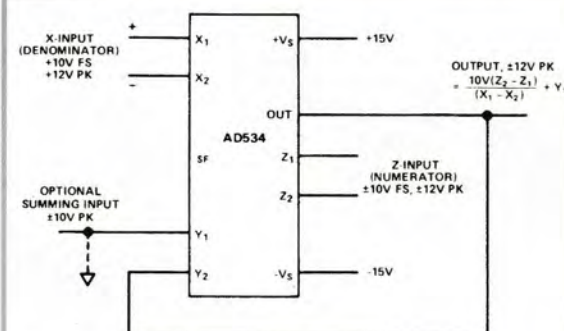 +
X-INPUT
(DENOMINATOR)
+10V FS
+12V PK
−
X1
X2
+VS
+15V
OUTPUT, ±12V PK
= 10V(Z2 - Z1)
(X1 - X2)
+ Y
OUT
AD534
SF
Z1
Z2
Z-INPUT
(NUMERATOR)
±10V FS, ±12V PK
OPTIONAL
SUMMING INPUT
±10V PK
Y1
Y2
-VS
-15V